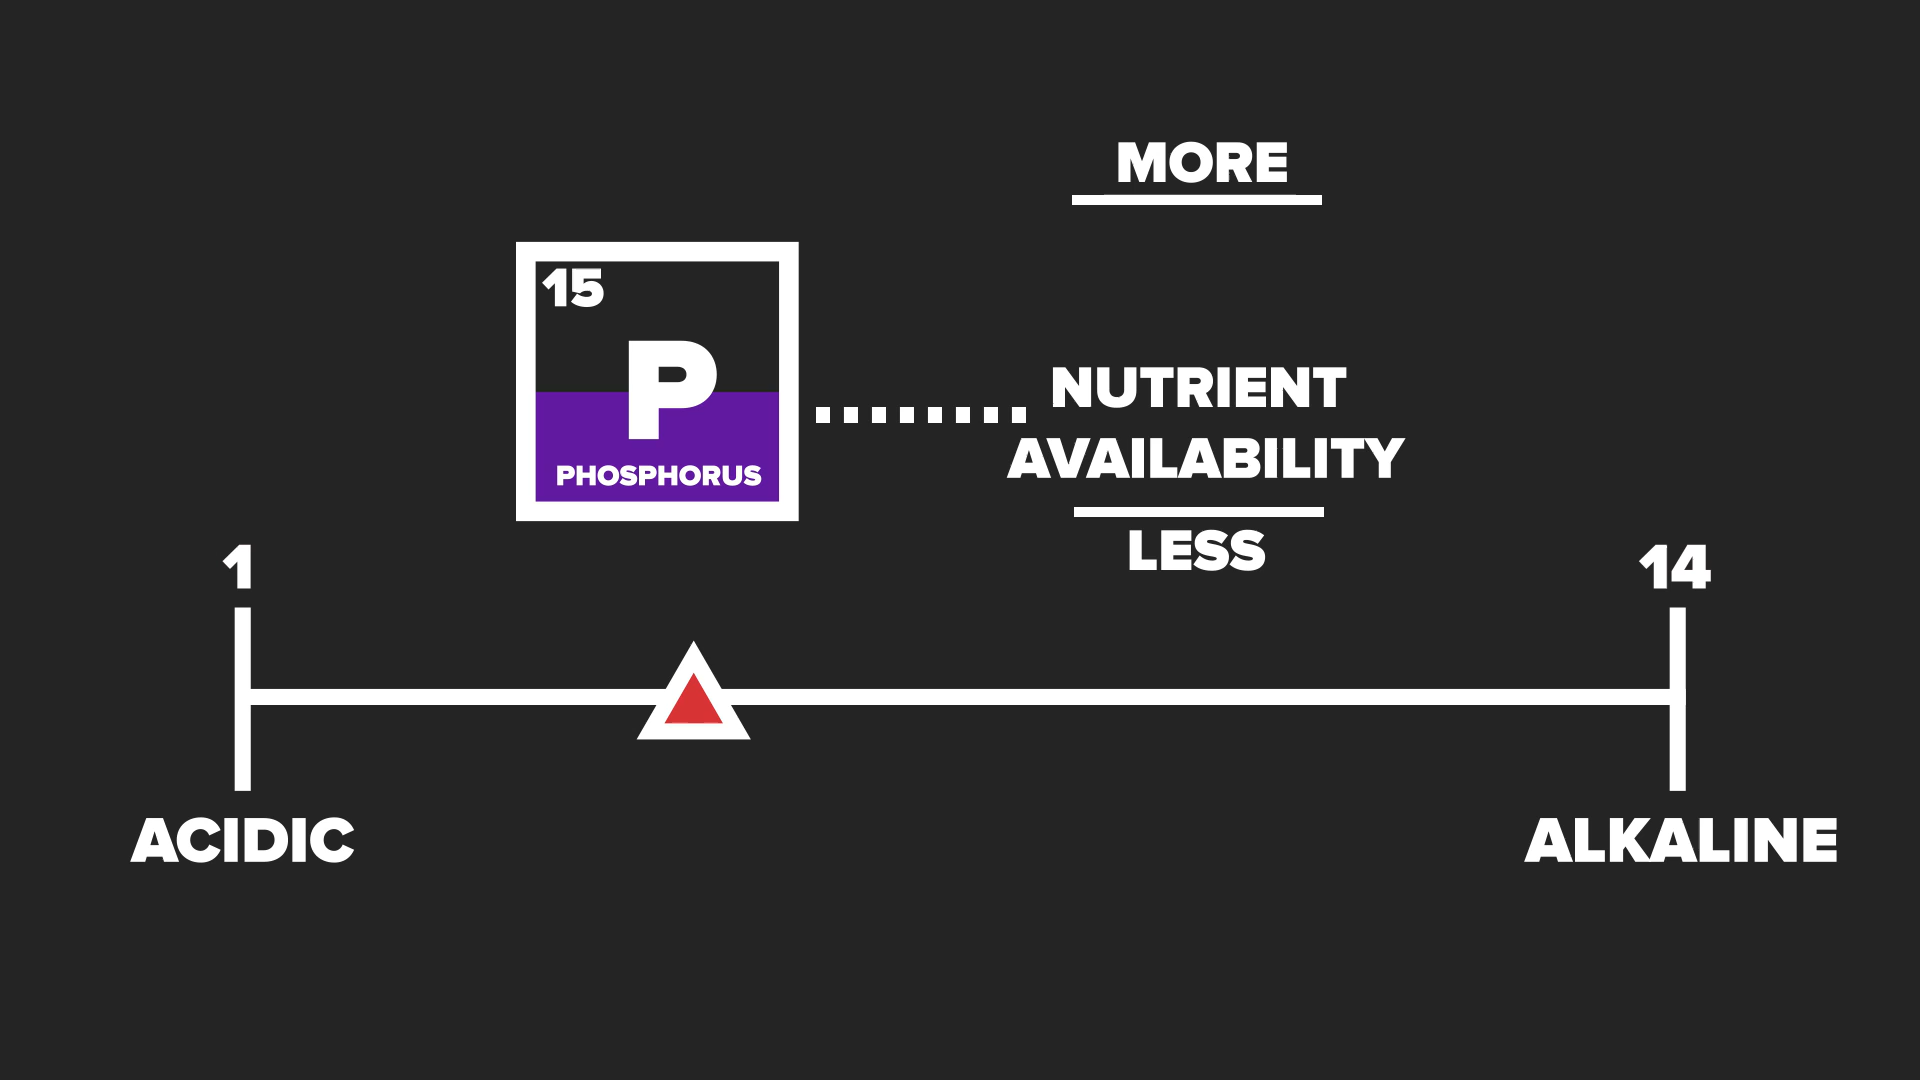 MORE
15
P
PHOSPHORUS
NUTRIENT
AVAILABILITY
LESS
1
14
ACIDIC
ALKALINE